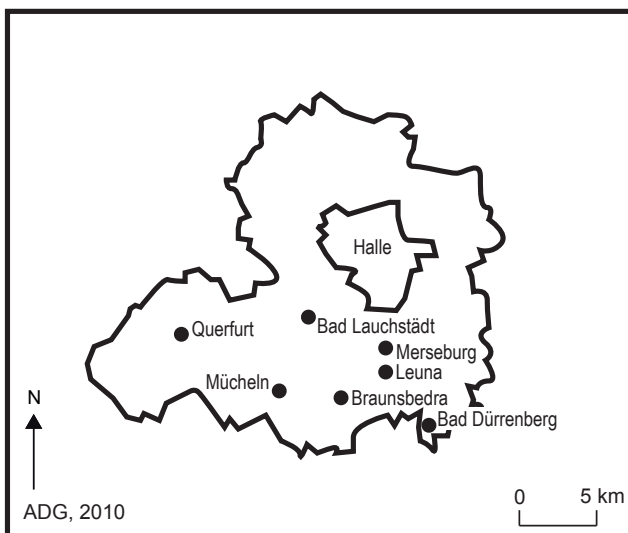 Halle
Bad Lauchstädt
Querfurt
Merseburg
Leuna
Mücheln
Braunsbedra
Bad Dürrenberg
N
0 5 km
ADG, 2010